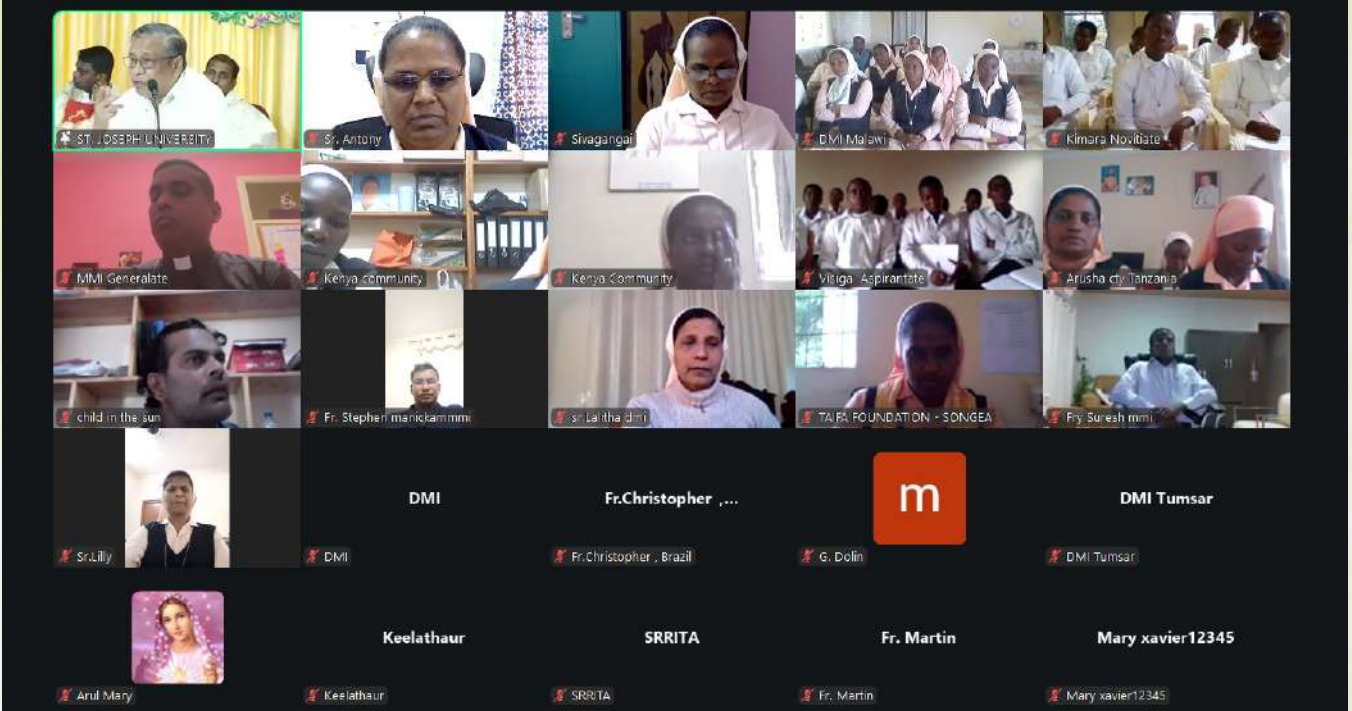 ST. JOSEPH UNIVERSITY
Sr. Antony
Sivagangai
DMI Malawi
Kimara Novitiate
MMI Generalate
Kenya community
Kenya Community
Visiga Aspirantate
Arusha cty Tanzania
child in the sun
Fr. Stephen manickammmi
sr Lalitha dmi
TAIFA FOUNDATION - SONGEA
Fry Suresh mmi
Sr.Lilly
DMI
DMI
Fr.Christopher ,...
Fr.Christopher , Brazil
m
G. Dolin
DMI Tumsar
DMI Tumsar
Arul Mary
Keelathaur
Keelathaur
SRRITA
SRRITA
Fr. Martin
Fr. Martin
Mary xavier12345
Mary xavier12345